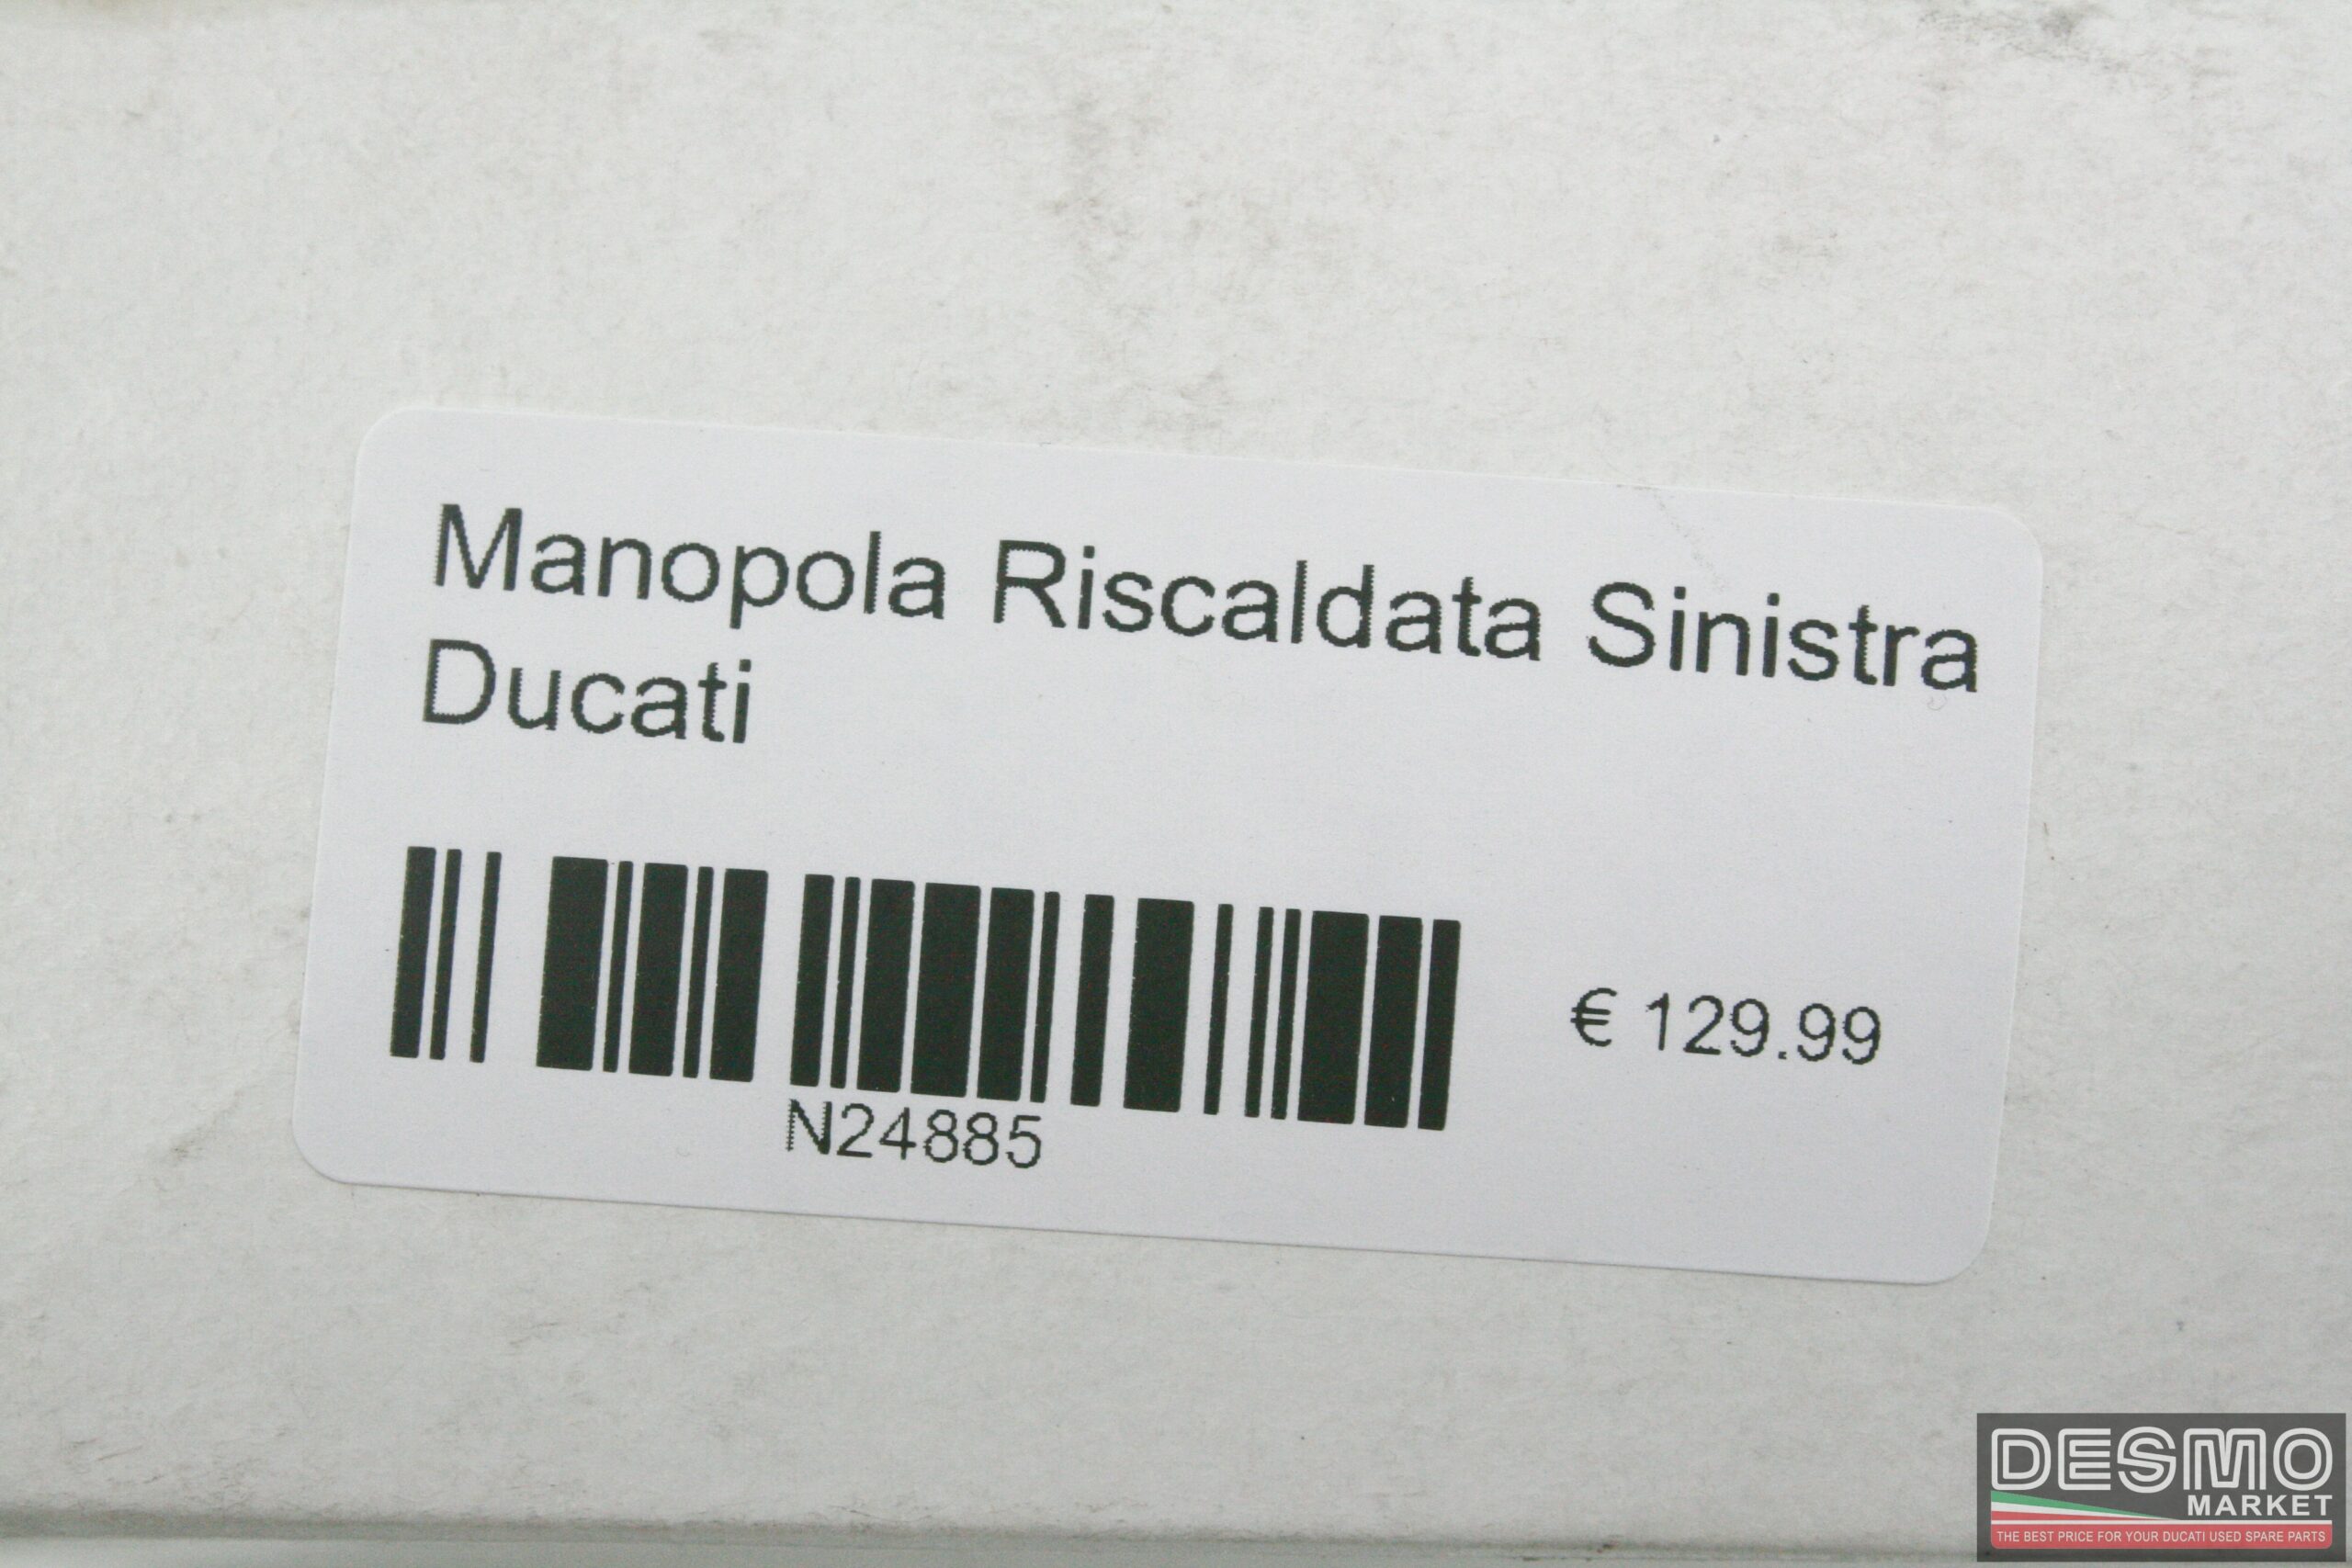 Manopola Riscaldata Sinistra
Ducati
€ 129.99
N24885
DESMO
MARKET
THE BEST PRICE FOR YOUR DUCATI USED SPARE PARTS